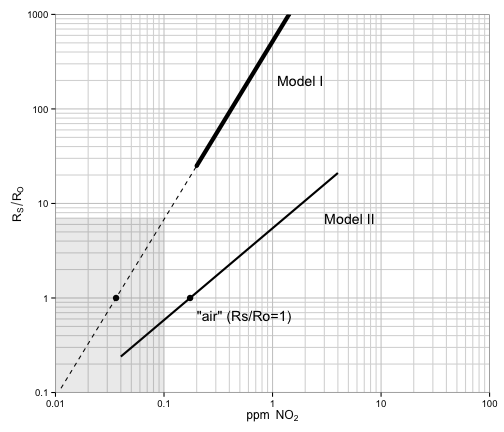 1000
Model I
100
10
Model II
RS/RO
1
"air" (Rs/Ro=1)
0.1
0.01 0.1 1 10 100
ppm NO2